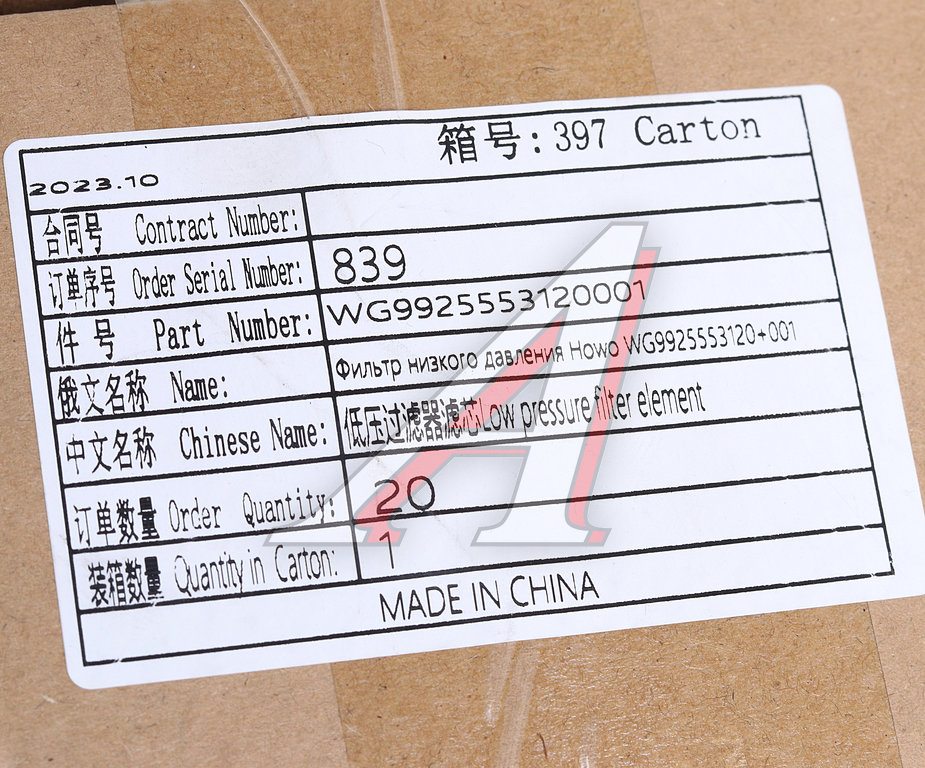 箱号: 397 Carton
2023.10
合同号 Contract Number:
订单序号 Order Serial Number: 839
件号 Part Number: WG9925553120001
俄文名称 Name: Фильтр низкого давления Howo WG9925553120+001
中文名称 Chinese Name: 低压过滤器滤芯Low pressure filter element
订单数量 Order Quantity: 20
装箱数量 Quantity in Carton: 1
MADE IN CHINA